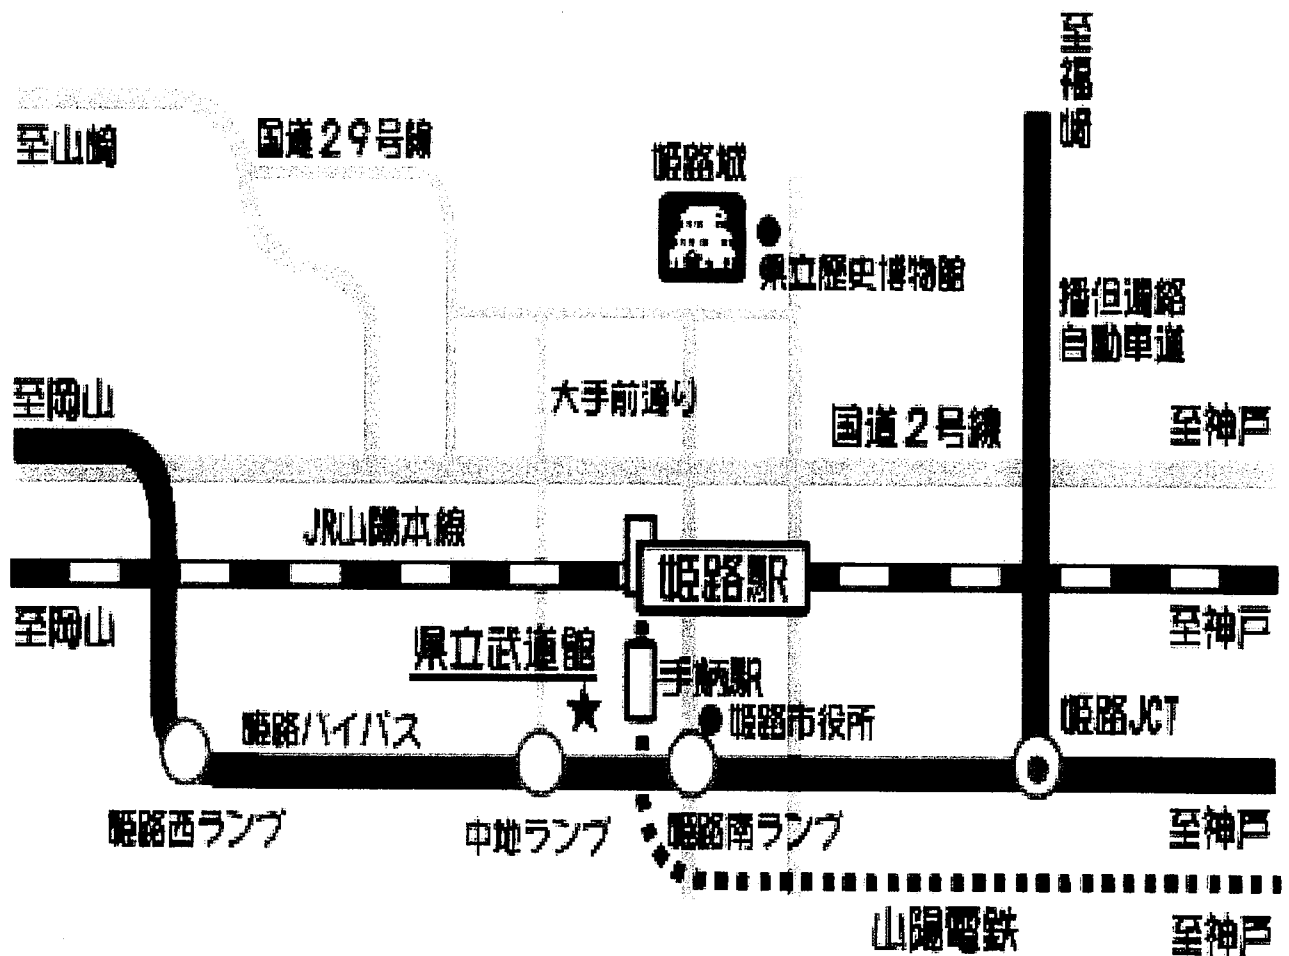 至福崎
至山崎
国道29号線
姫路城
県立歴史博物館
播但連絡
自動車道
至岡山
大手前通り
国道2号線
至神戸
JR山陽本線
姫路駅
至岡山
至神戸
県立武道館
手柄駅
姫路市役所
姫路JCT
姫路バイパス
姫路西ランプ
中地ランプ
姫路南ランプ
至神戸
山陽電鉄
至神戸